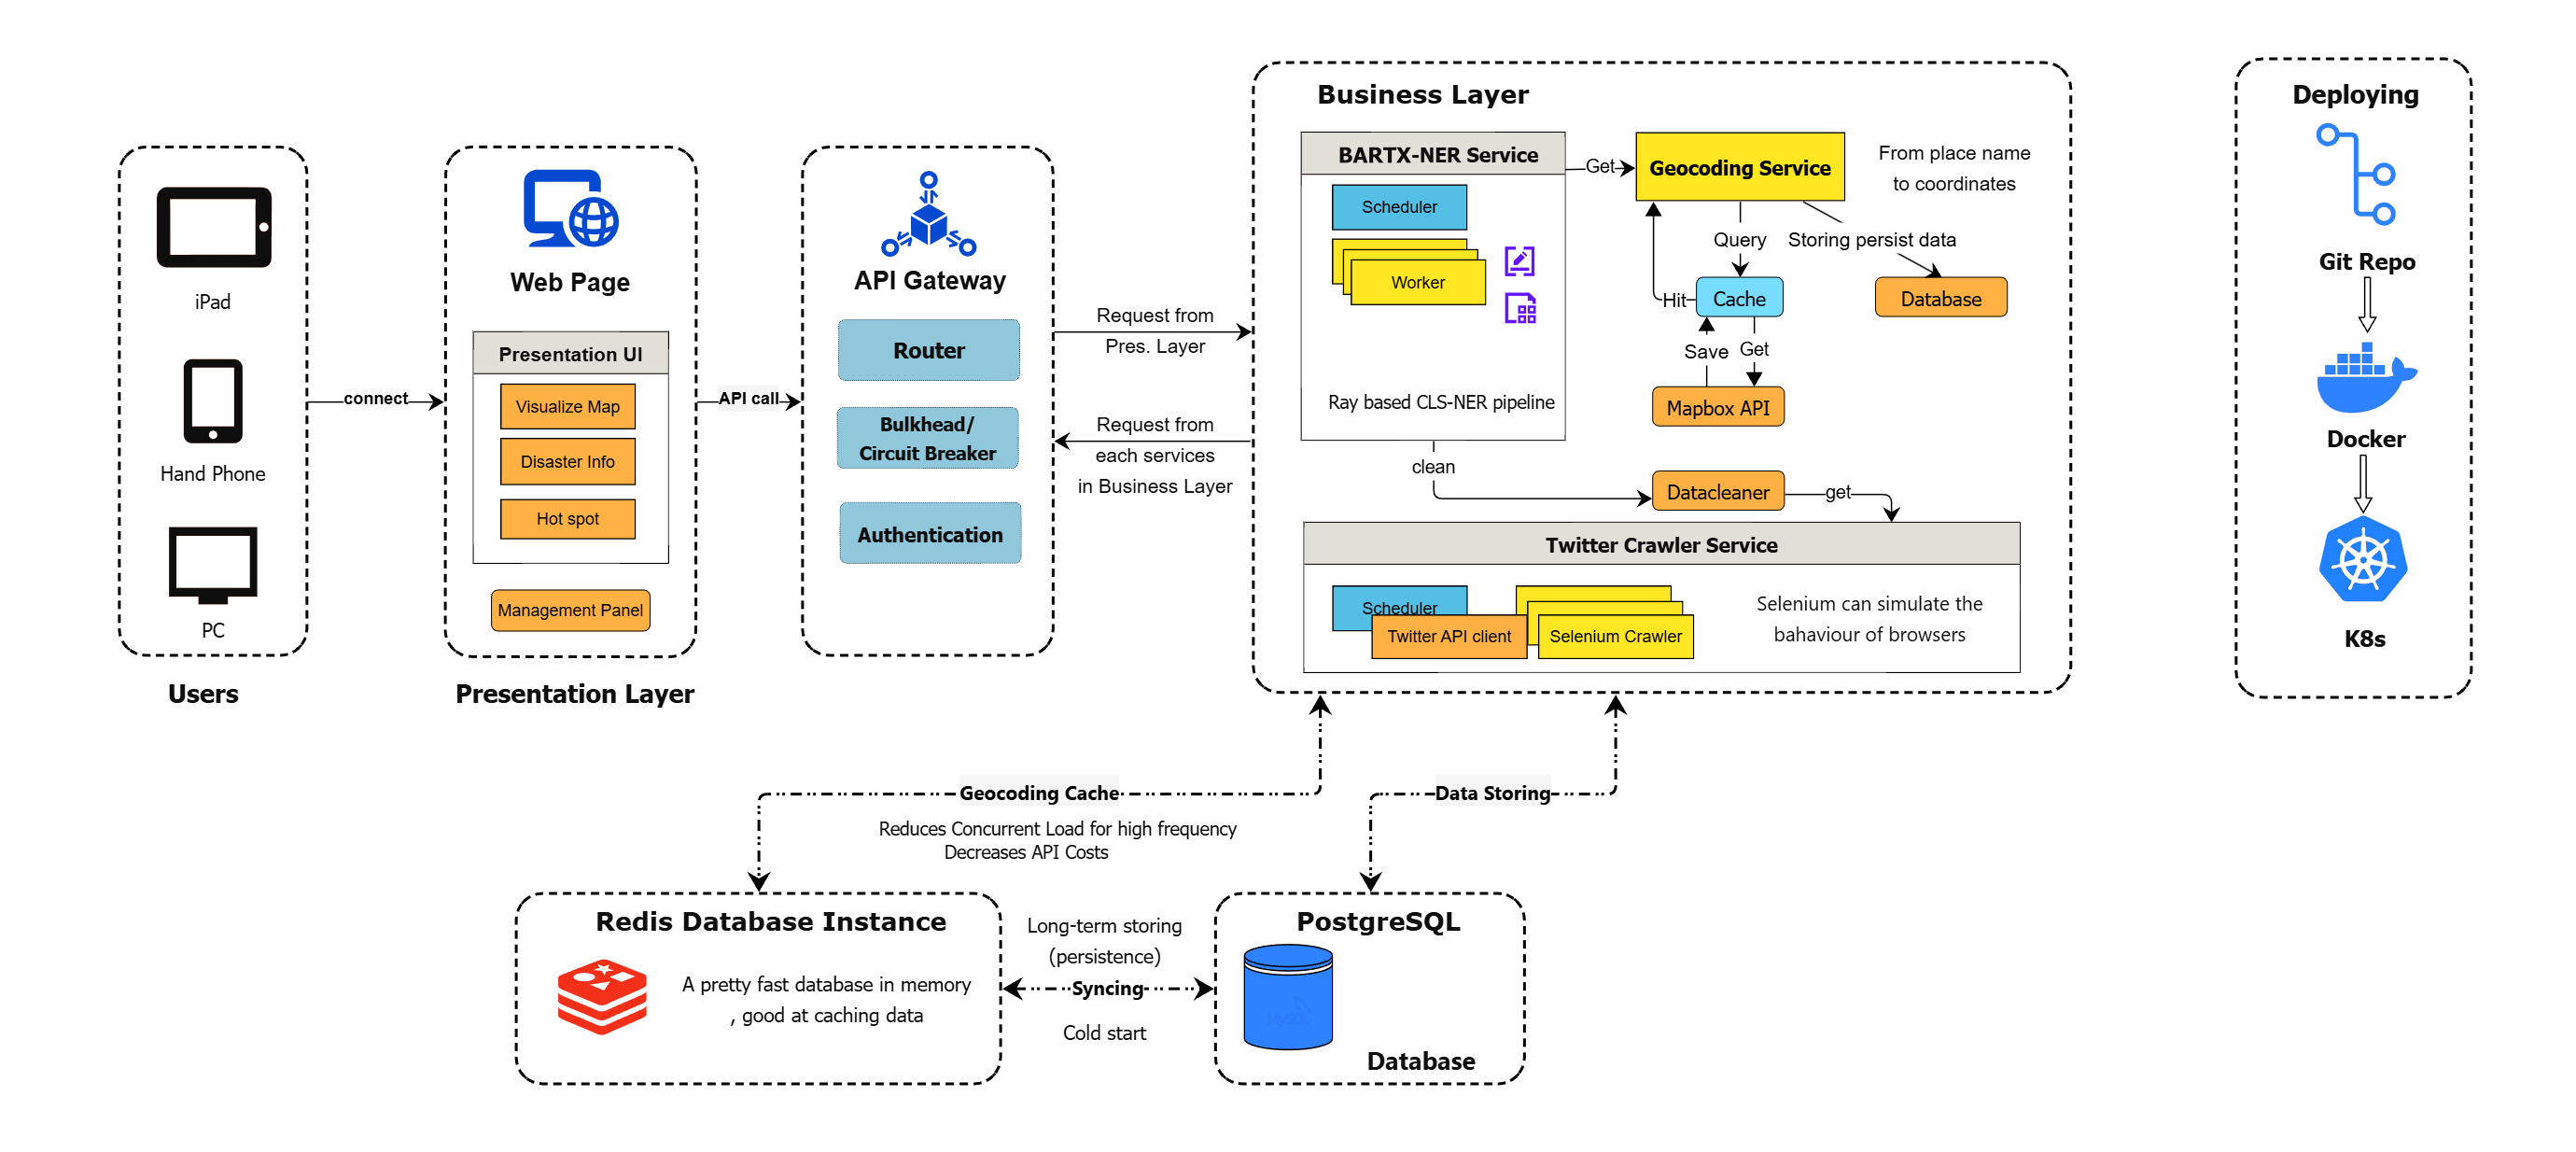 iPad
Hand Phone
PC
Users
connect
Web Page
Presentation UI
Visualize Map
Disaster Info
Hot spot
Management Panel
Presentation Layer
API call
API Gateway
Router
Bulkhead/
Circuit Breaker
Authentication
Request from
Pres. Layer
Request from
each services
in Business Layer
Business Layer
BARTX-NER Service
Scheduler
Worker
Ray based CLS-NER pipeline
Get
Geocoding Service
From place name
to coordinates
Query
Storing persist data
Hit
Cache
Database
Save
Get
Mapbox API
clean
Datacleaner
get
Twitter Crawler Service
Scheduler
Twitter API client
Selenium Crawler
Selenium can simulate the
bahaviour of browsers
Deploying
Git Repo
Docker
K8s
Geocoding Cache
Reduces Concurrent Load for high frequency
Decreases API Costs
Data Storing
Redis Database Instance
A pretty fast database in memory
, good at caching data
Long-term storing
(persistence)
Syncing
Cold start
PostgreSQL
MySQL
Database